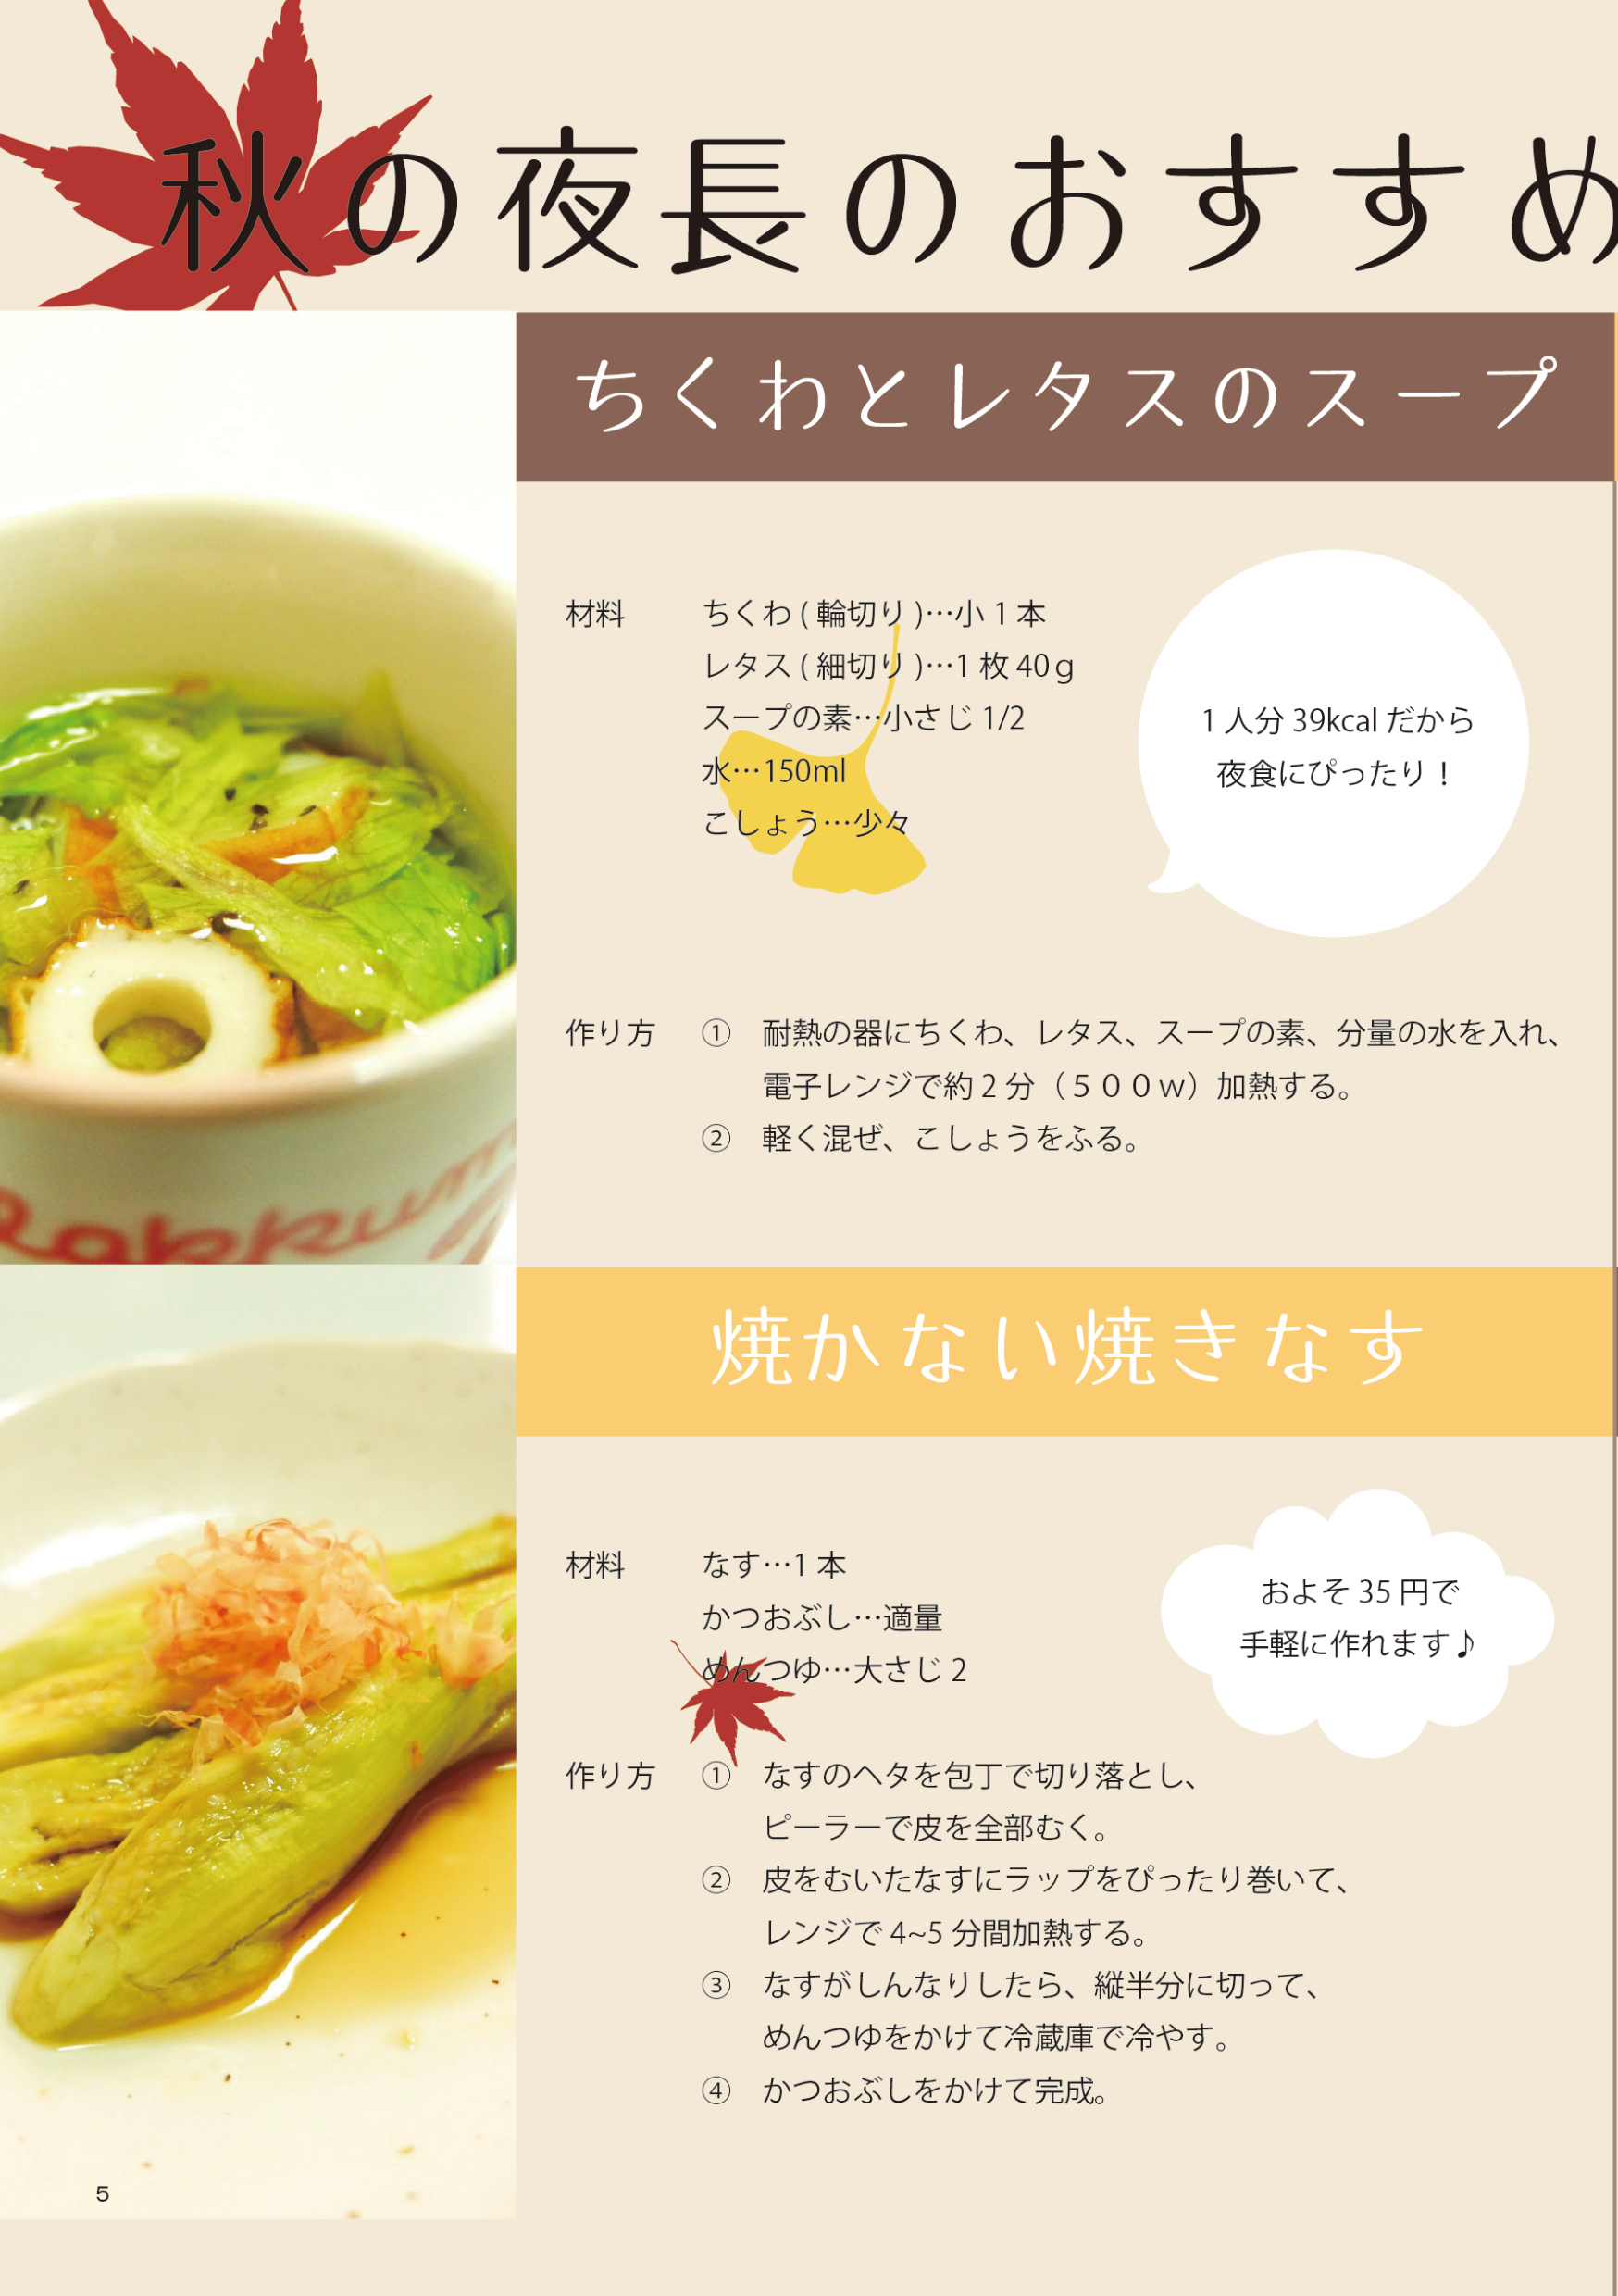 秋の夜長のおすすめ
ちくわとレタスのスープ
材料 ちくわ ( 輪切り )…小 1 本
レタス ( 細切り )…1 枚 40g
スープの素…小さじ 1/2
水…150ml
こしょう…少々
1 人分 39kcal だから
夜食にぴったり！
作り方 ① 耐熱の器にちくわ、レタス、スープの素、分量の水を入れ、
電子レンジで約 2 分（５００ｗ）加熱する。
② 軽く混ぜ、こしょうをふる。
焼かない焼きなす
材料 なす…1 本
かつおぶし…適量
めんつゆ…大さじ 2
およそ 35 円で
手軽に作れます♪
作り方 ① なすのヘタを包丁で切り落とし、
ピーラーで皮を全部むく。
② 皮をむいたなすにラップをぴったり巻いて、
レンジで 4~5 分間加熱する。
③ なすがしんなりしたら、縦半分に切って、
めんつゆをかけて冷蔵庫で冷やす。
④ かつおぶしをかけて完成。
5